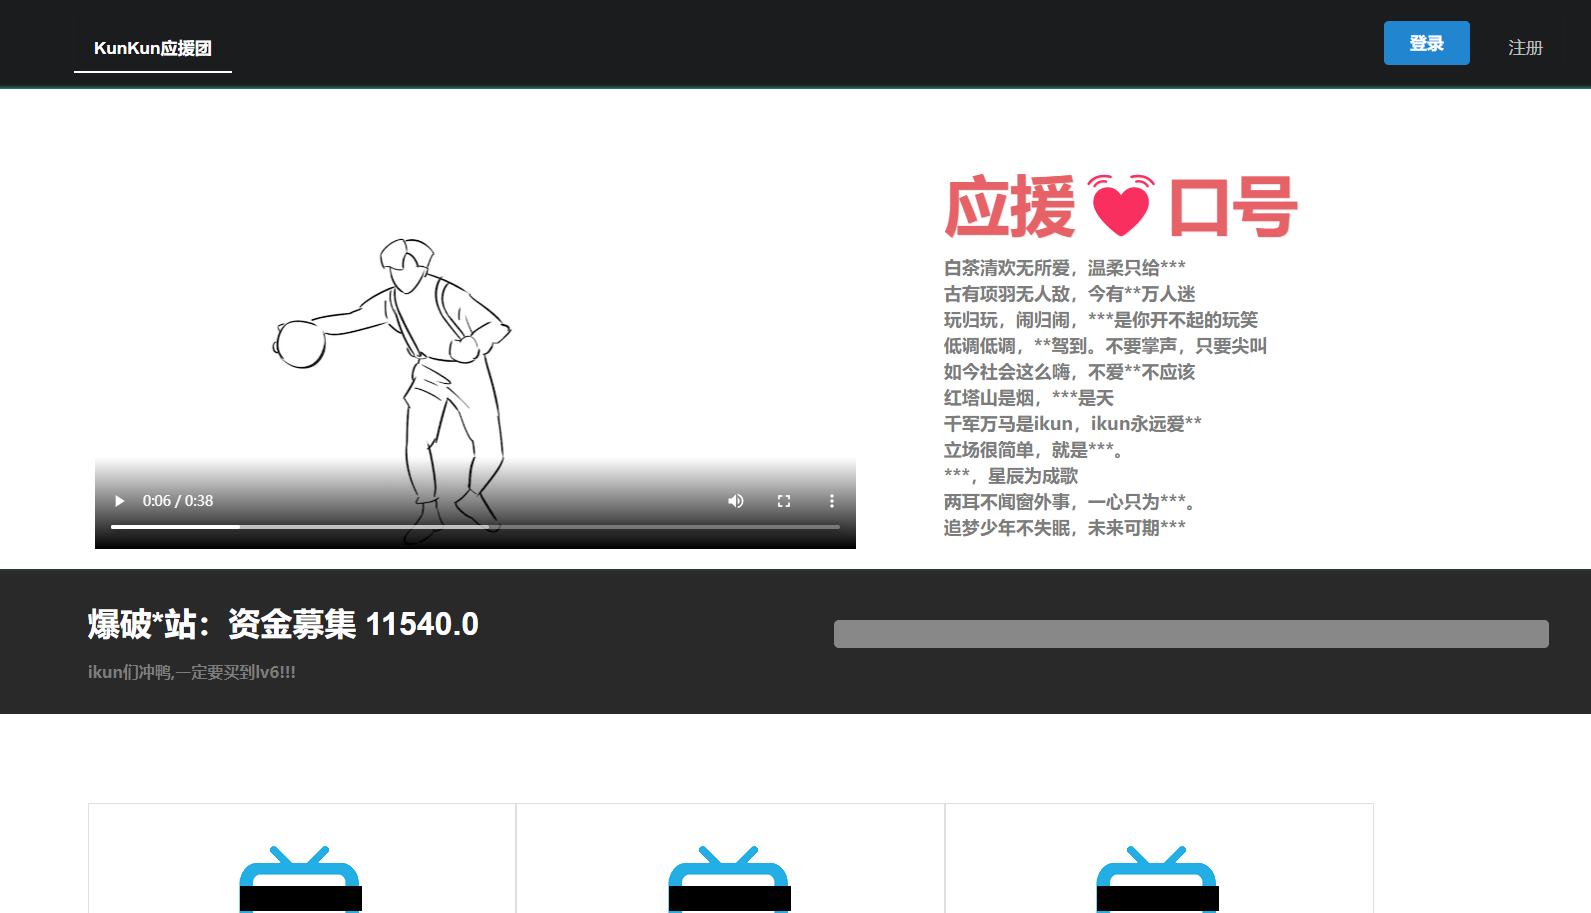 KunKun应援团
登录
注册
应援💓口号
白茶清欢无所爱，温柔只给***
古有项羽无人敌，今有**万人迷
玩归玩，闹归闹，***是你开不起的玩笑
低调低调，**驾到。不要掌声，只要尖叫
如今社会这么嗨，不爱**不应该
红塔山是烟，***是天
千军万马是ikun，ikun永远爱**
立场很简单，就是***。
***，星辰为成歌
两耳不闻窗外事，一心只为***。
追梦少年不失眠，未来可期***
0:06 / 0:38
爆破*站：资金募集 11540.0
ikun们冲鸭,一定要买到lv6!!!